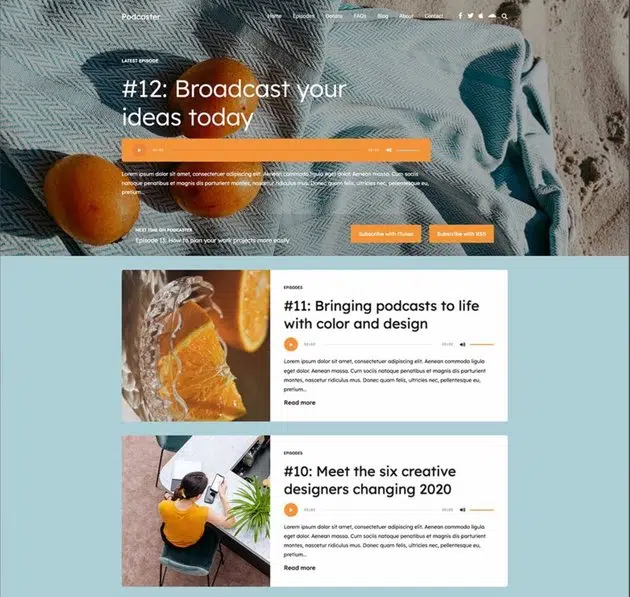 Podcaster
Home Episodes Donate FAQs Blog About Contact
LATEST EPISODE
#12: Broadcast your
ideas today
00:00 00:00
Lorem ipsum dolor sit amet, consectetuer adipiscing elit. Aenean commodo ligula eget dolor. Aenean massa. Cum sociis
natoque penatibus et magnis dis parturient montes, nascetur ridiculus mus. Donec quam felis, ultricies nec, pellentesque eu,
pretium...
NEXT TIME ON PODCASTER
Episode 13: How to plan your work projects more easily
Subscribe with iTunes Subscribe with RSS
EPISODES
#11: Bringing podcasts to life
with color and design
00:00 00:00
Lorem ipsum dolor sit amet, consectetuer adipiscing elit. Aenean commodo ligula
eget dolor. Aenean massa. Cum sociis natoque penatibus et magnis dis parturient
montes, nascetur ridiculus mus. Donec quam felis, ultricies nec, pellentesque eu,
pretium...
Read more
EPISODES
#10: Meet the six creative
designers changing 2020
00:00 00:00
Lorem ipsum dolor sit amet, consectetuer adipiscing elit. Aenean commodo ligula
eget dolor. Aenean massa. Cum sociis natoque penatibus et magnis dis parturient
montes, nascetur ridiculus mus. Donec quam felis, ultricies nec, pellentesque eu,
pretium...
Read more